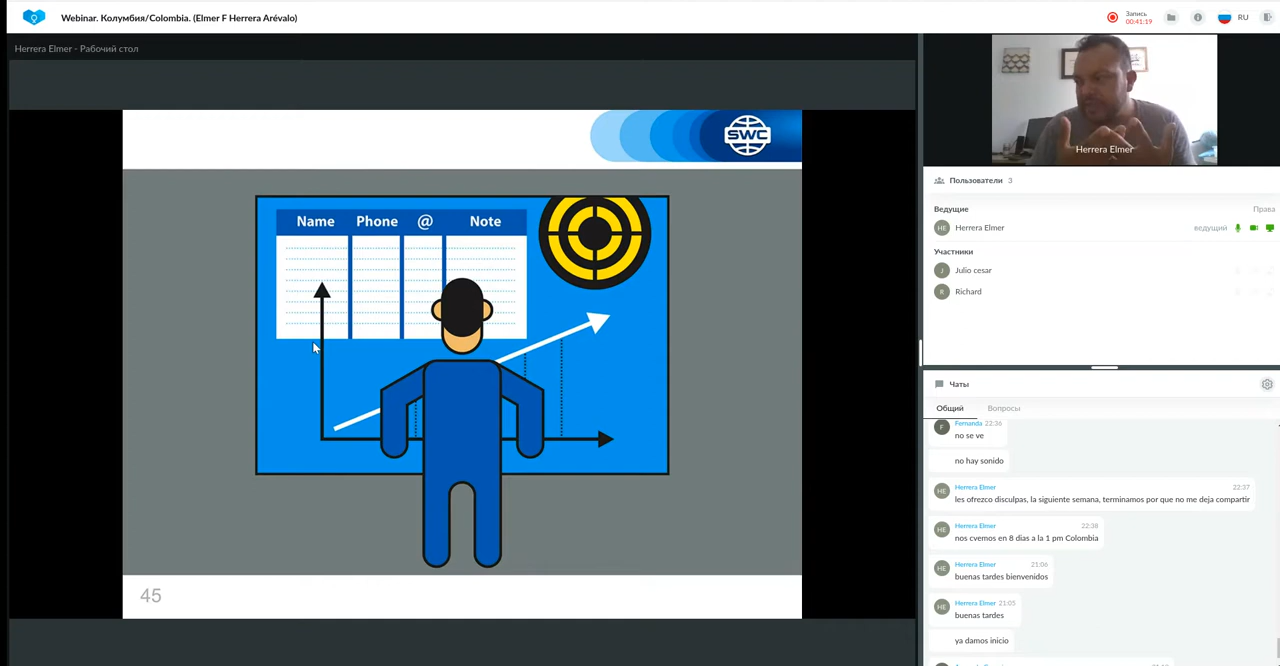 Webinar. Колумбия/Colombia. (Elmer F Herrera Arévalo)
Запись
00:41:19
RU
Herrera Elmer - Рабочий стол
SWC
Name Phone @ Note
45
Herrera Elmer
Пользователи 3
Ведущие Права
HE Herrera Elmer ведущий
Участники
J Julio cesar
R Richard
Чаты
Общий Вопросы
F Fernanda 22:36
no se ve
no hay sonido
HE Herrera Elmer 22:37
les ofrezco disculpas, la siguiente semana, terminamos por que no me deja compartir
HE Herrera Elmer 22:38
nos cvemos en 8 dias a la 1 pm Colombia
HE Herrera Elmer 21:06
buenas tardes bienvenidos
HE Herrera Elmer 21:05
buenas tardes
ya damos inicio